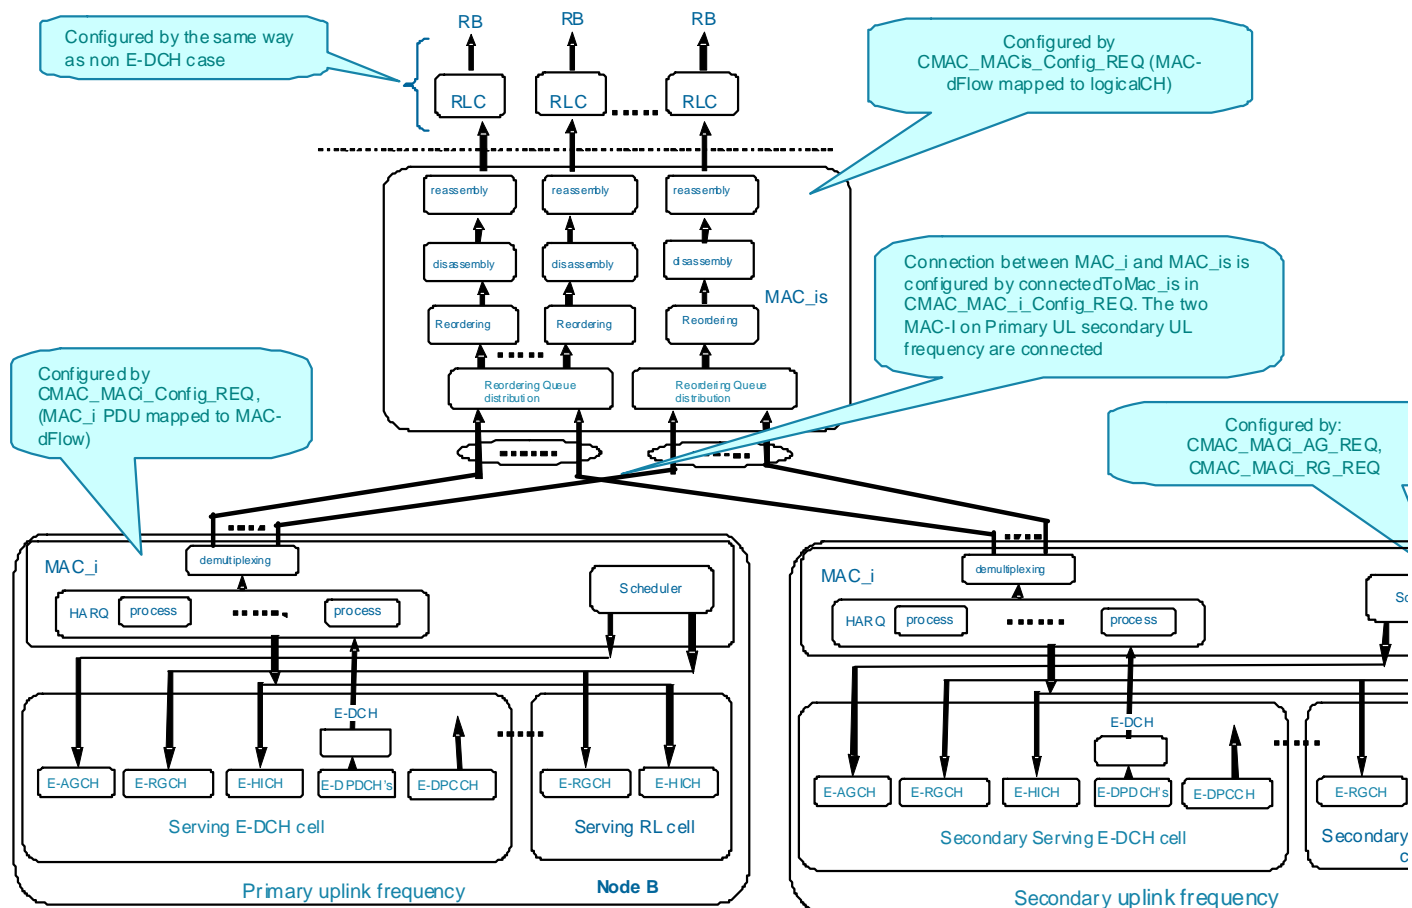 RB
RB
RB
Configured by the same way
as non E-DCH case
Configured by
CMAC_MACis_Config_REQ (MAC-
dFlow mapped to logicalCH)
RLC
RLC
RLC
reassembly
reassembly
reassembly
disassembly
disassembly
disassembly
MAC_is
Reordering
Reordering
Reordering
Reordering Queue
distribution
Reordering Queue
distribution
Connection between MAC_i and MAC_is is
configured by connectedToMac_is in
CMAC_MAC_i_Config_REQ. The two
MAC-I on Primary UL secondary UL
frequency are connected
Configured by
CMAC_MACi_Config_REQ,
(MAC_i PDU mapped to MAC-
dFlow)
Configured by:
CMAC_MACi_AG_REQ,
CMAC_MACi_RG_REQ
MAC_i
demultiplexing
Scheduler
HARQ
process
process
E-DCH
E-AGCH
E-RGCH
E-HICH
E-DPDCH's
E-DPCCH
E-RGCH
E-HICH
Serving E-DCH cell
Serving RL cell
Primary uplink frequency
Node B
MAC_i
demultiplexing
Sc
HARQ
process
process
E-DCH
E-AGCH
E-RGCH
E-HICH
E-DPDCH's
E-DPCCH
E-RGCH
Secondary Serving E-DCH cell
Secondary
c
Secondary uplink frequency